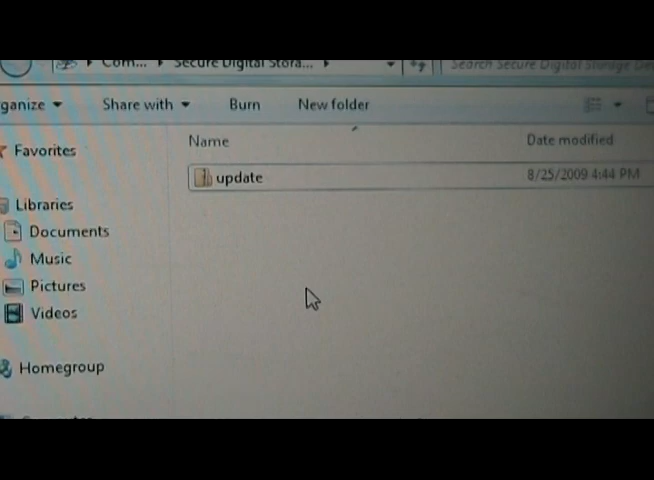 Com... Secure Digital Stora... Search Secure Digital Storage De
ganize Share with Burn New folder
Favorites
Name Date modified
update 8/25/2009 4:44 PM
Libraries
Documents
Music
Pictures
Videos
Homegroup